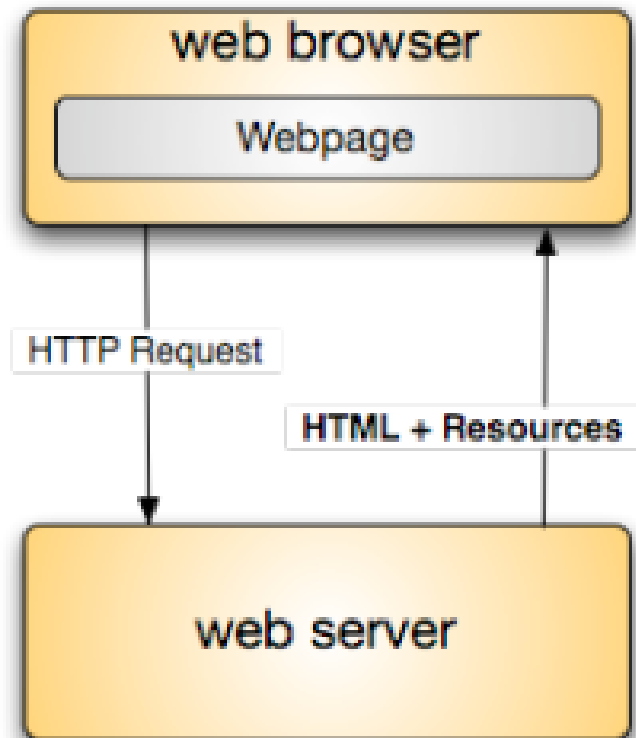 web browser
Webpage
HTTP Request
HTML + Resources
web server